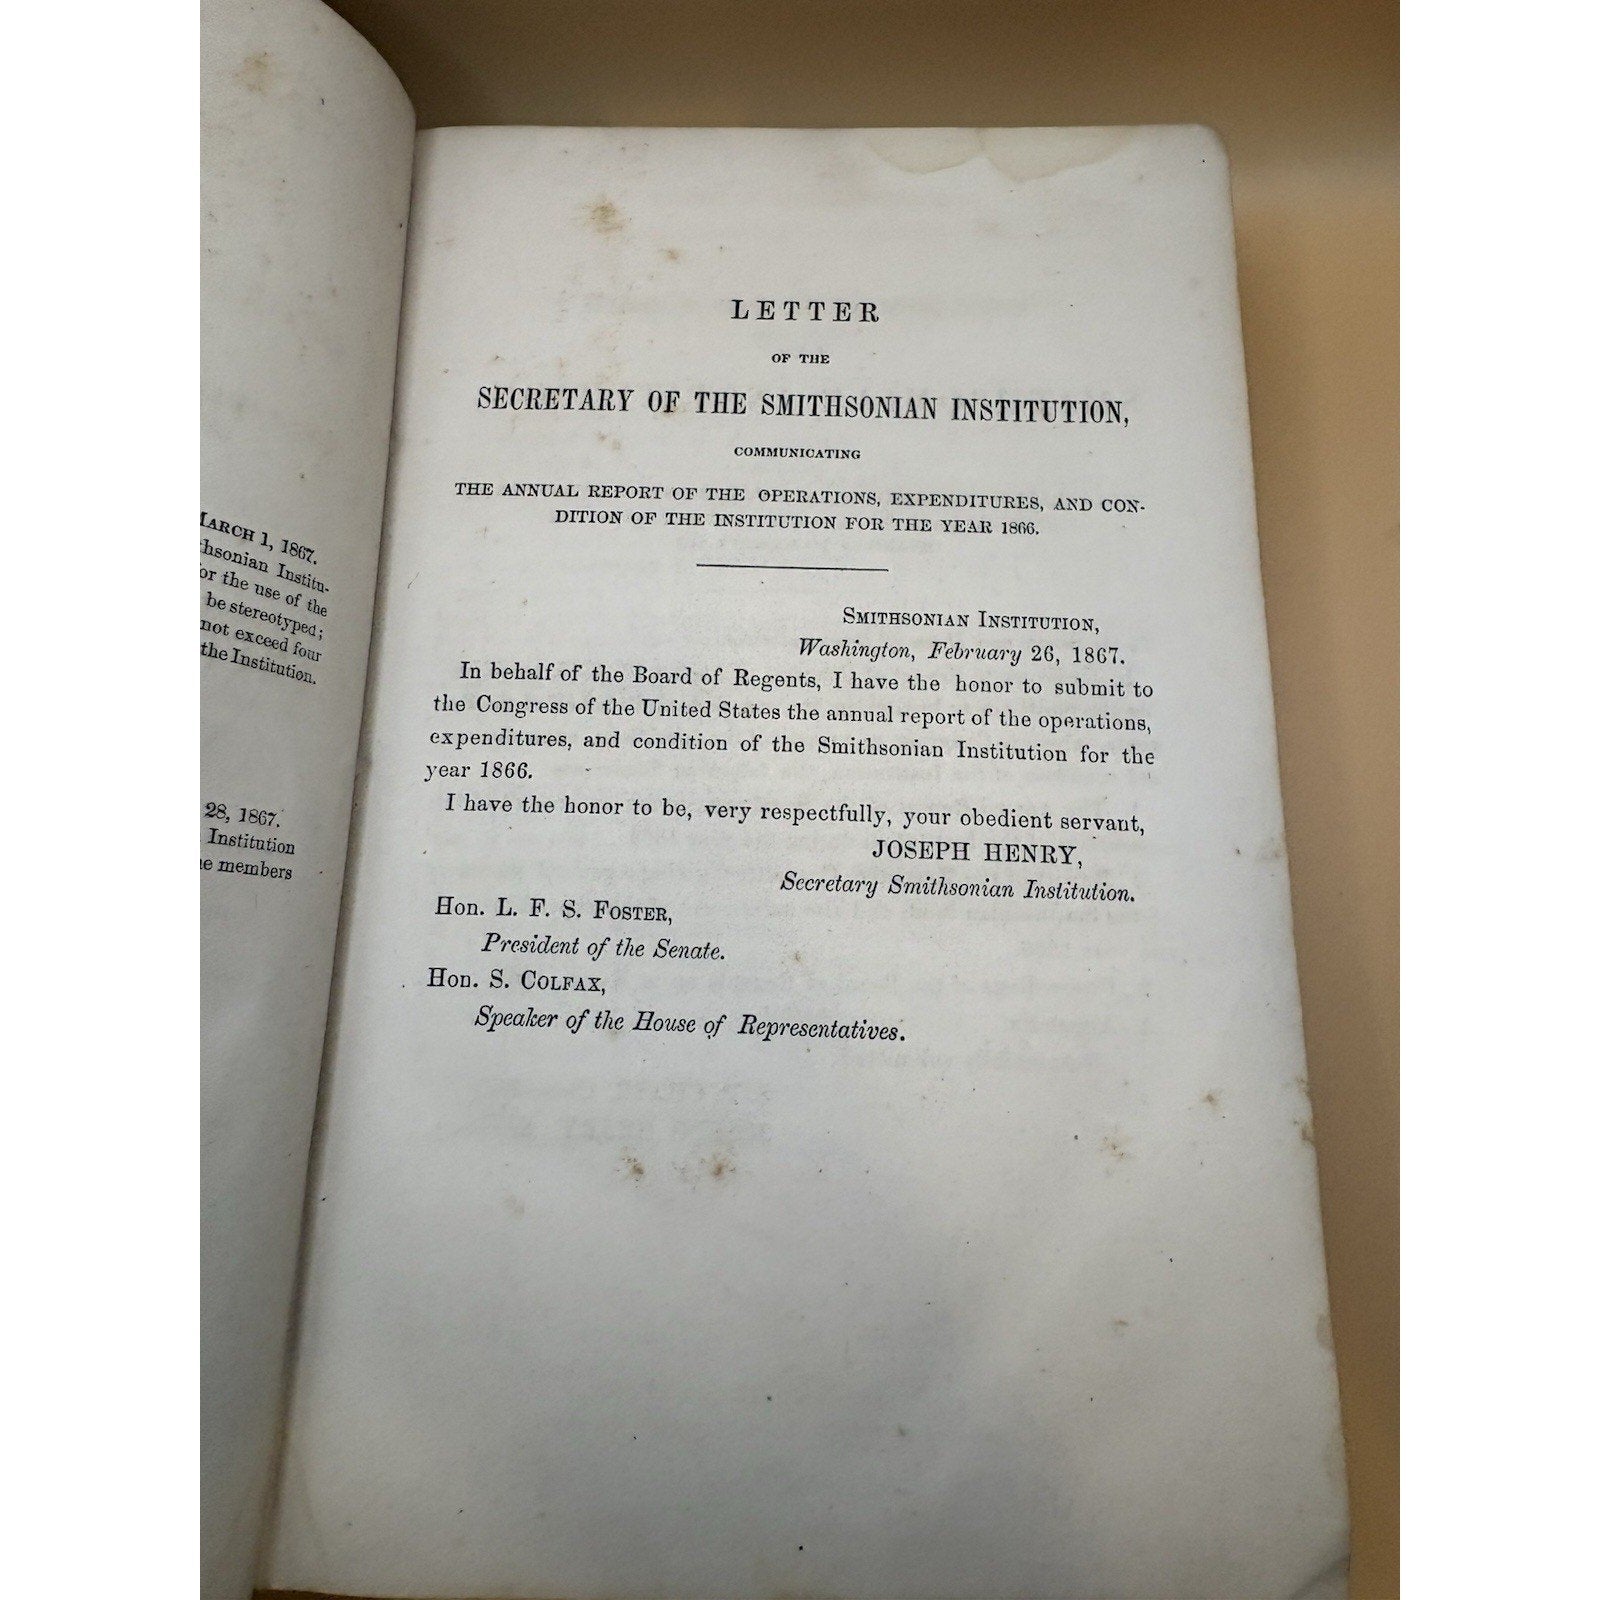 MARCH 1, 1867.
Institu-
for the use of the
be stereotyped;
not exceed four
the Institution.
28, 1867.
Institution
members
LETTER
OF THE
SECRETARY OF THE SMITHSONIAN INSTITUTION,
COMMUNICATING
THE ANNUAL REPORT OF THE OPERATIONS, EXPENDITURES, AND CON-
DITION OF THE INSTITUTION FOR THE YEAR 1866.
SMITHSONIAN INSTITUTION,
Washington, February 26, 1867.
In behalf of the Board of Regents, I have the honor to submit to
the Congress of the United States the annual report of the operations,
expenditures, and condition of the Smithsonian Institution for the
year 1866.
I have the honor to be, very respectfully, your obedient servant,
JOSEPH HENRY,
Secretary Smithsonian Institution.
Hon. L. F. S. FOSTER,
President of the Senate.
Hon. S. COLFAX,
Speaker of the House of Representatives.